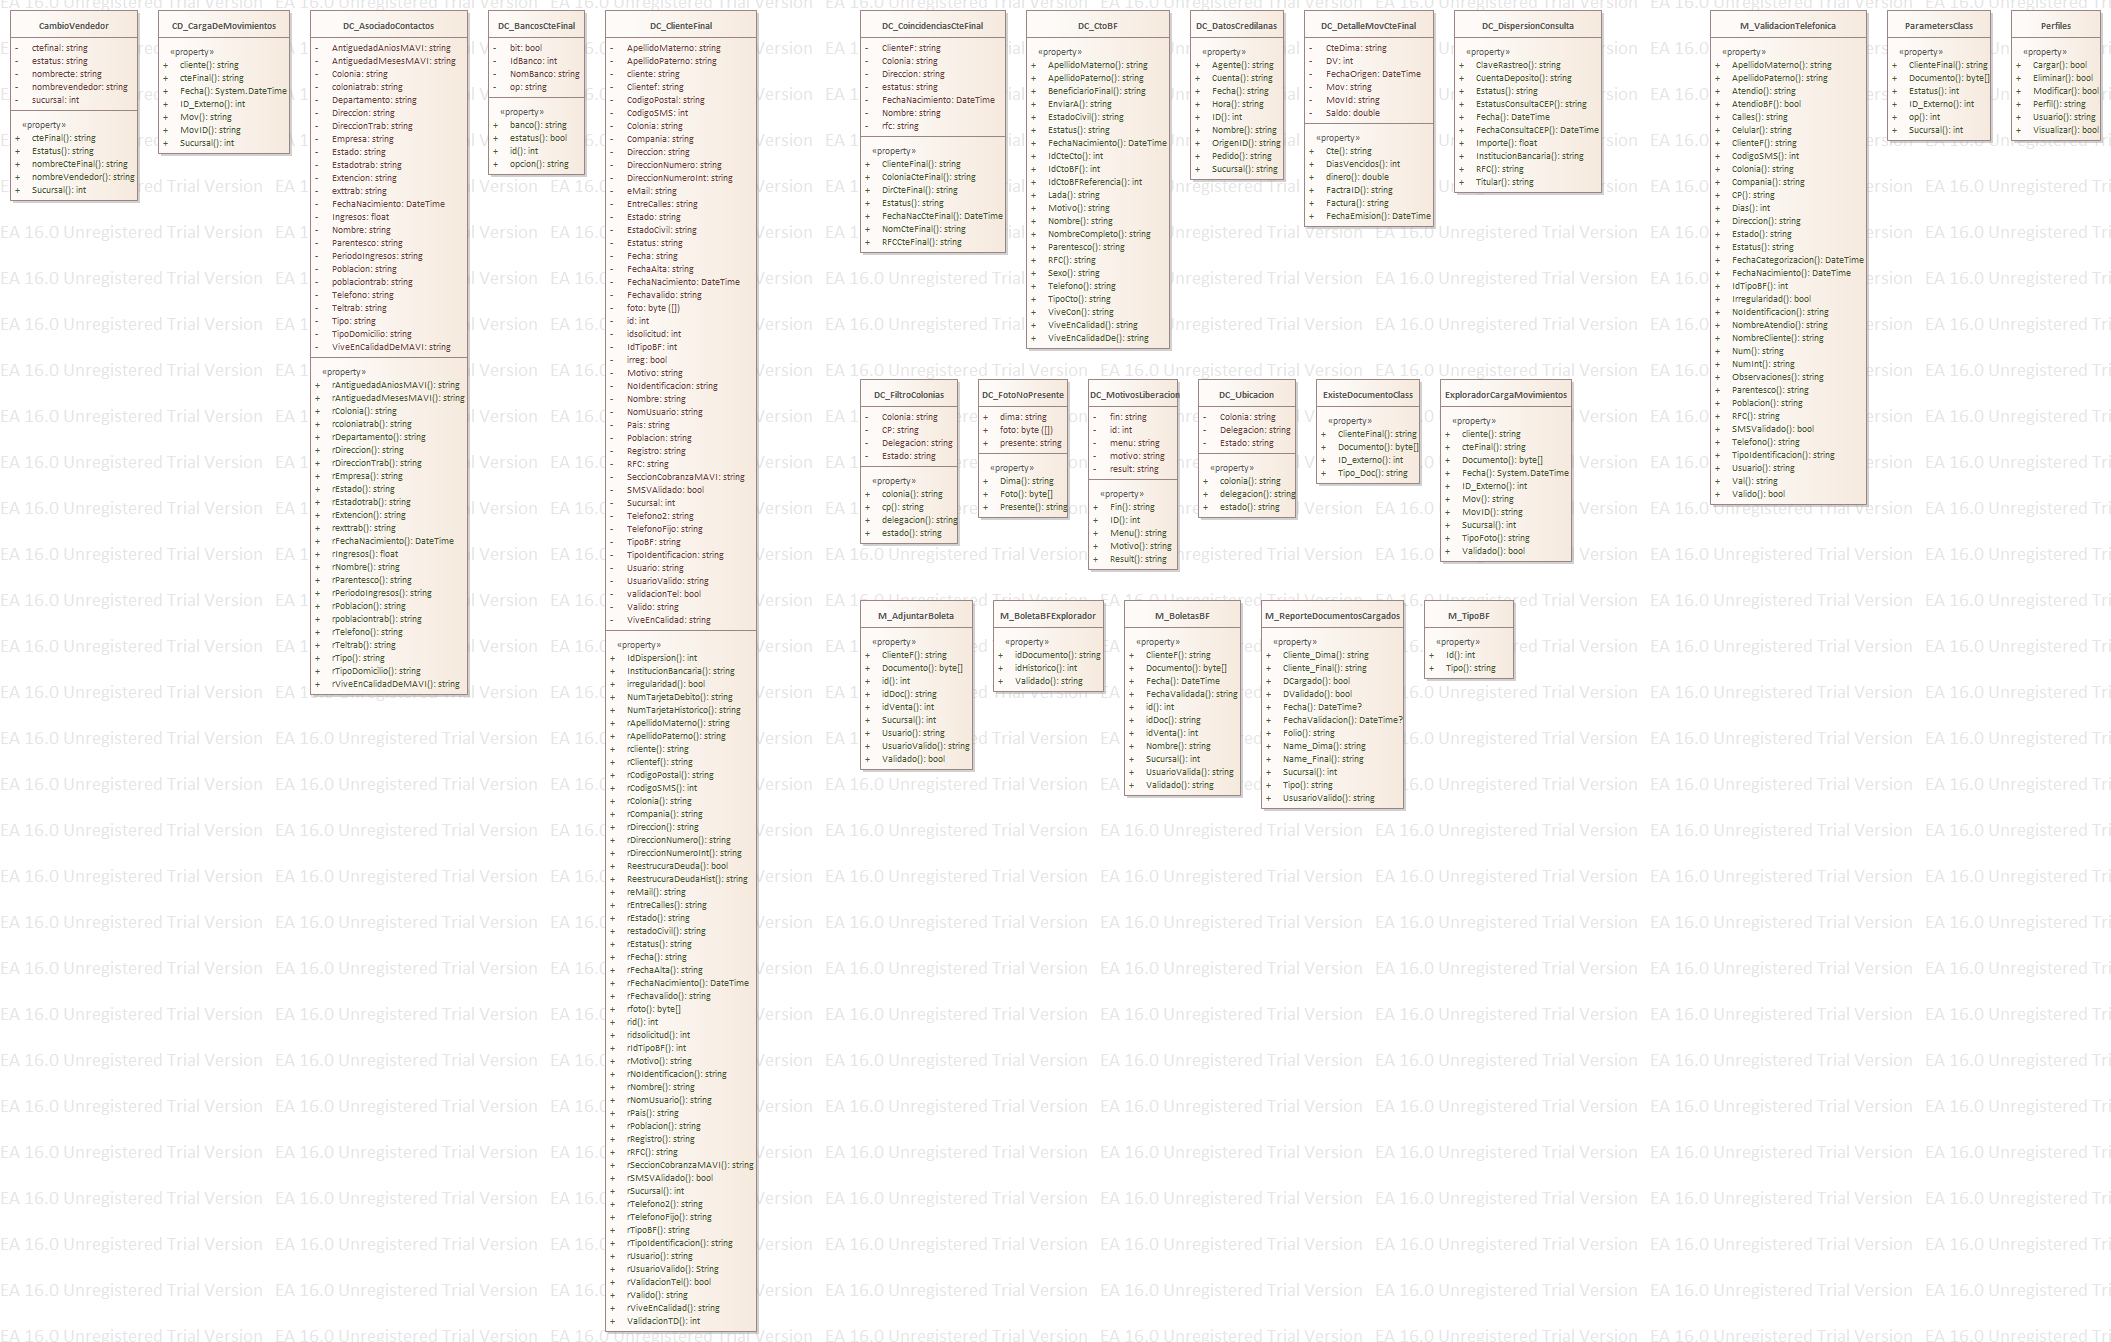 CambioVendedor
- ctefinal: string
- estatus: string
- nombrecte: string
- nombrevendedor: string
- sucursal: int
«property»
+ cteFinal(): string
+ Estatus(): string
+ nombreCteFinal(): string
+ nombreVendedor(): string
+ Sucursal(): int
CD_CargaDeMovimientos
«property»
+ cliente(): string
+ cteFinal(): string
+ Fecha(): System.DateTime
+ ID_Externo(): int
+ Mov(): string
+ MovID(): string
+ Sucursal(): int
DC_AsociadoContactos
- AntiguedadAniosMAVI: string
- AntiguedadMesesMAVI: string
- Colonia: string
- coloniatrab: string
- Departamento: string
- Direccion: string
- DireccionTrab: string
- Empresa: string
- Estado: string
- Estadotrab: string
- Extencion: string
- exttrab: string
- FechaNacimiento: DateTime
- Ingresos: float
- Nombre: string
- Parentesco: string
- PeriodoIngresos: string
- Poblacion: string
- poblaciontrab: string
- Telefono: string
- Teltrab: string
- Tipo: string
- TipoDomicilio: string
- ViveEnCalidadDeMAVI: string
«property»
+ rAntiguedadAniosMAVI(): string
+ rAntiguedadMesesMAVI(): string
+ rColonia(): string
+ rcoloniatrab(): string
+ rDepartamento(): string
+ rDireccion(): string
+ rDireccionTrab(): string
+ rEmpresa(): string
+ rEstado(): string
+ rEstadotrab(): string
+ rExtencion(): string
+ rexttrab(): string
+ rFechaNacimiento(): DateTime
+ rIngresos(): float
+ rNombre(): string
+ rParentesco(): string
+ rPeriodoIngresos(): string
+ rPoblacion(): string
+ rpoblaciontrab(): string
+ rTelefono(): string
+ rTeltrab(): string
+ rTipo(): string
+ rTipoDomicilio(): string
+ rViveEnCalidadDeMAVI(): string
DC_BancosCteFinal
- bit: bool
- IdBanco: int
- NomBanco: string
- op: string
«property»
+ banco(): string
+ estatus(): bool
+ id(): int
+ opcion(): string
DC_ClienteFinal
- ApellidoMaterno: string
- ApellidoPaterno: string
- cliente: string
- Clientef: string
- CodigoPostal: string
- CodigoSMS: int
- Colonia: string
- Compania: string
- Direccion: string
- DireccionNumero: string
- DireccionNumeroInt: string
- eMail: string
- EntreCalles: string
- Estado: string
- EstadoCivil: string
- Estatus: string
- Fecha: string
- FechaAlta: string
- FechaNacimiento: DateTime
- Fechavalido: string
- foto: byte ([])
- id: int
- idsolicitud: int
- IdTipoBF: int
- irreg: bool
- Motivo: string
- NoIdentificacion: string
- Nombre: string
- NomUsuario: string
- Pais: string
- Poblacion: string
- Registro: string
- RFC: string
- SeccionCobranzaMAVI: string
- SMSVAlidado: bool
- Sucursal: int
- Telefono2: string
- TelefonoFijo: string
- TipoBF: string
- TipoIdentificacion: string
- Usuario: string
- UsuarioValido: string
- validacionTel: bool
- Valido: string
- ViveEnCalidad: string
«property»
+ IdDispersion(): int
+ InstitucionBancaria(): string
+ irregularidad(): bool
+ NumTarjetaDebito(): string
+ NumTarjetaHistorico(): string
+ rApellidoMaterno(): string
+ rApellidoPaterno(): string
+ rcliente(): string
+ rClientef(): string
+ rCodigoPostal(): string
+ rCodigoSMS(): int
+ rColonia(): string
+ rCompania(): string
+ rDireccion(): string
+ rDireccionNumero(): string
+ rDireccionNumeroInt(): string
+ ReestrucuraDeuda(): bool
+ ReestrucuraDeudaHist(): string
+ reMail(): string
+ rEntreCalles(): string
+ rEstado(): string
+ restadoCivil(): string
+ rEstatus(): string
+ rFecha(): string
+ rFechaAlta(): string
+ rFechaNacimiento(): DateTime
+ rFechavalido(): string
+ rfoto(): byte[]
+ rid(): int
+ ridsolicitud(): int
+ rIdTipoBF(): int
+ rMotivo(): string
+ rNoIdentificacion(): string
+ rNombre(): string
+ rNomUsuario(): string
+ rPais(): string
+ rPoblacion(): string
+ rRegistro(): string
+ rRFC(): string
+ rSeccionCobranzaMAVI(): string
+ rSMSVAlidado(): bool
+ rSucursal(): int
+ rTelefono2(): string
+ rTelefonoFijo(): string
+ rTipoBF(): string
+ rTipoIdentificacion(): string
+ rUsuario(): string
+ rUsuarioValido(): String
+ rValidacionTel(): bool
+ rValido(): string
+ rViveEnCalidad(): string
+ ValidacionTD(): int
DC_CoincidenciasCteFinal
- ClienteF: string
- Colonia: string
- Direccion: string
- estatus: string
- FechaNacimiento: DateTime
- Nombre: string
- rfc: string
«property»
+ ClienteFinal(): string
+ ColoniaCteFinal(): string
+ DirCteFinal(): string
+ Estatus(): string
+ FechaNacCteFinal(): DateTime
+ NomCteFinal(): string
+ RFCCteFinal(): string
DC_CtoBF
«property»
+ ApellidoMaterno(): string
+ ApellidoPaterno(): string
+ BeneficiarioFinal(): string
+ EnviarA(): string
+ EstadoCivil(): string
+ Estatus(): string
+ FechaNacimiento(): DateTime
+ IdCteCto(): int
+ IdCtoBF(): int
+ IdCtoBFReferencia(): int
+ Lada(): string
+ Motivo(): string
+ Nombre(): string
+ NombreCompleto(): string
+ Parentesco(): string
+ RFC(): string
+ Sexo(): string
+ Telefono(): string
+ TipoCto(): string
+ ViveCon(): string
+ ViveEnCalidad(): string
+ ViveEnCalidadDe(): string
DC_DatosCredilanas
«property»
+ Agente(): string
+ Cuenta(): string
+ Fecha(): string
+ Hora(): string
+ ID(): int
+ Nombre(): string
+ OrigenID(): string
+ Pedido(): string
+ Sucursal(): string
DC_DetalleMovCteFinal
- CteDima: string
- DV: int
- FechaOrigen: DateTime
- Mov: string
- MovId: string
- Saldo: double
«property»
+ Cte(): string
+ DiasVencidos(): int
+ dinero(): double
+ FactraID(): string
+ Factura(): string
+ FechaEmision(): DateTime
DC_DispersionConsulta
«property»
+ ClaveRastreo(): string
+ CuentaDeposito(): string
+ Estatus(): string
+ EstatusConsultaCEP(): string
+ Fecha(): DateTime
+ FechaConsultaCEP(): DateTime
+ Importe(): float
+ InstitucionBancaria(): string
+ RFC(): string
+ Titular(): string
M_ValidacionTelefonica
«property»
+ ApellidoMaterno(): string
+ ApellidoPaterno(): string
+ Atendio(): string
+ AtendioBF(): bool
+ Calles(): string
+ Celular(): string
+ ClienteF(): string
+ CodigoSMS(): int
+ Colonia(): string
+ Compania(): string
+ CP(): string
+ Dias(): int
+ Direccion(): string
+ Estado(): string
+ Estatus(): string
+ FechaCategorizacion(): DateTime
+ FechaNacimiento(): DateTime
+ IdTipoBF(): int
+ Irregularidad(): bool
+ NoIdentificacion(): string
+ NombreAtendio(): string
+ NombreCliente(): string
+ Num(): string
+ NumInt(): string
+ Observaciones(): string
+ Parentesco(): string
+ Poblacion(): string
+ RFC(): string
+ SMSValidado(): bool
+ Telefono(): string
+ TipoIdentificacion(): string
+ Usuario(): string
+ Val(): string
+ Valido(): bool
ParametersClass
«property»
+ ClienteFinal(): string
+ Documento(): byte[]
+ Estatus(): int
+ ID_Externo(): int
+ op(): int
+ Sucursal(): int
Perfiles
«property»
+ Cargar(): bool
+ Eliminar(): bool
+ Modificar(): bool
+ Perfil(): string
+ Usuario(): string
+ Visualizar(): bool
DC_FiltroColonias
- Colonia: string
- CP: string
- Delegacion: string
- Estado: string
«property»
+ colonia(): string
+ cp(): string
+ delegacion(): string
+ estado(): string
DC_FotoNoPresente
+ dima: string
+ foto: byte ([])
+ presente: string
«property»
+ Dima(): string
+ Foto(): byte[]
+ Presente(): string
DC_MotivosLiberacion
- fin: string
- id: int
- menu: string
- motivo: string
- result: string
«property»
+ Fin(): string
+ ID(): int
+ Menu(): string
+ Motivo(): string
+ Result(): string
DC_Ubicacion
- Colonia: string
- Delegacion: string
- Estado: string
«property»
+ colonia(): string
+ delegacion(): string
+ estado(): string
ExisteDocumentoClass
«property»
+ ClienteFinal(): string
+ Documento(): byte[]
+ ID_externo(): int
+ Tipo_Doc(): string
ExploradorCargaMovimientos
«property»
+ cliente(): string
+ cteFinal(): string
+ Documento(): byte[]
+ Fecha(): System.DateTime
+ ID_Externo(): int
+ Mov(): string
+ MovID(): string
+ Sucursal(): int
+ TipoFoto(): string
+ Validado(): bool
M_AdjuntarBoleta
«property»
+ ClienteF(): string
+ Documento(): byte[]
+ id(): int
+ idDoc(): string
+ idVenta(): int
+ Sucursal(): int
+ Usuario(): string
+ UsuarioValido(): string
+ Validado(): bool
M_BoletaBFExplorador
«property»
+ idDocumento(): string
+ idHistorico(): int
+ Validado(): string
M_BoletasBF
«property»
+ ClienteF(): string
+ Documento(): byte[]
+ Fecha(): DateTime
+ FechaValidada(): string
+ id(): int
+ idDoc(): string
+ idVenta(): int
+ Nombre(): string
+ Sucursal(): int
+ UsuarioValida(): string
+ Validado(): string
M_ReporteDocumentosCargados
«property»
+ Cliente_Dima(): string
+ Cliente_Final(): string
+ DCargado(): bool
+ DValidado(): bool
+ Fecha(): DateTime?
+ FechaValidacion(): DateTime?
+ Folio(): string
+ Name_Dima(): string
+ Name_Final(): string
+ Sucursal(): int
+ Tipo(): string
+ UsusarioValido(): string
M_TipoBF
«property»
+ Id(): int
+ Tipo(): string
EA 16.0 Unregistered Trial Version